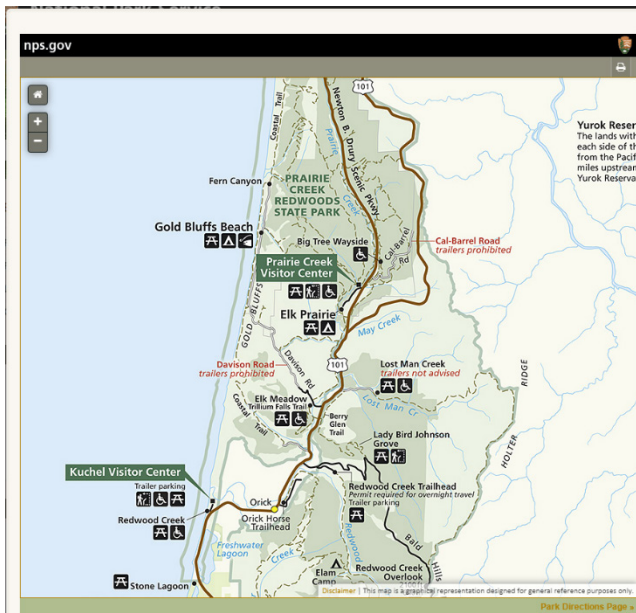 nps.gov
101
Coastal Trail
Newton B. Drury Scenic Pkwy
Prairie
Creek
Yurok Reser
The lands with
each side of th
from the Pacif
miles upstream
Yurok Reserva
Fern Canyon
PRAIRIE
CREEK
REDWOODS
STATE PARK
Gold Bluffs Beach
Big Tree Wayside
Cal-Barrel
Rd
Cal-Barrel Road
trailers prohibited
Prairie Creek
Visitor Center
GOLD BLUFFS
Elk Prairie
May Creek
101
Davison Road
trailers prohibited
Davison Rd
Lost Man Creek
trailers not advised
Elk Meadow
Trillium Falls Trail
Lost Man Cr
Coastal
Trail
Berry
Glen
Trail
HOLTER
RIDGE
Lady Bird Johnson
Grove
Kuchel Visitor Center
Trailer parking
Redwood Creek Trailhead
Permit required for overnight travel
Trailer parking
Orick
Redwood Creek
Orick Horse
Trailhead
Freshwater
Lagoon
Creek
Redwood
Bald
Hills
Elam
Camp
Redwood Creek
Overlook
Stone Lagoon
Disclaimer | This map is a graphical representation designed for general reference purposes only.
Park Directions Page